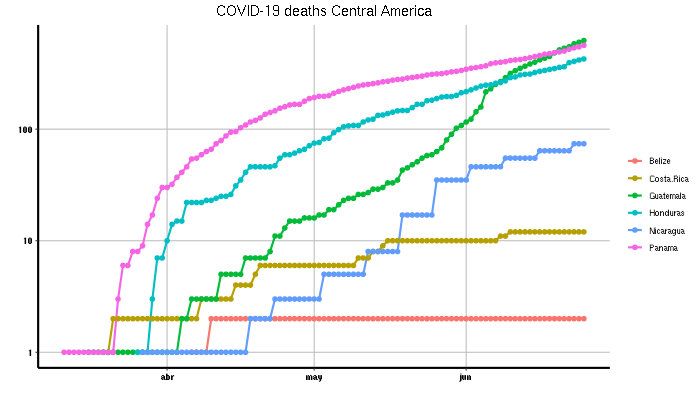 COVID-19 deaths Central America
100
10
1
abr may jun
Belize
Costa.Rica
Guatemala
Honduras
Nicaragua
Panama